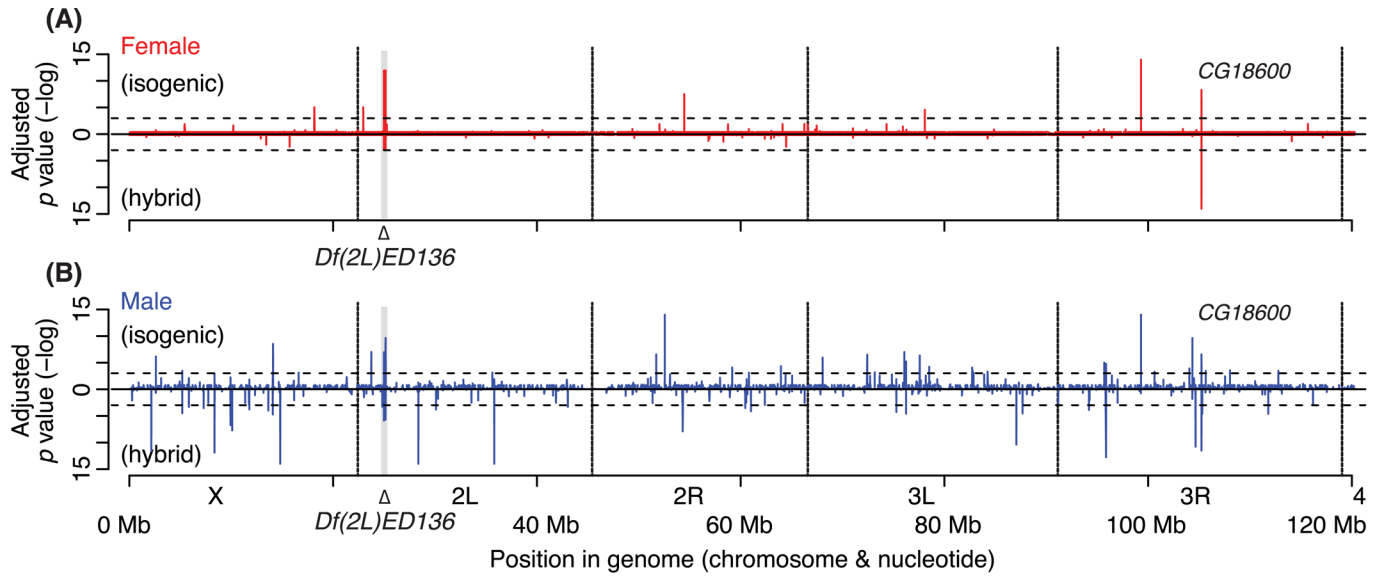 (A)
Female
(isogenic)
(hybrid)
CG18600
Adjusted
p value (–log)
15
0
15
Δ
Df(2L)ED136
(B)
Male
(isogenic)
(hybrid)
CG18600
Adjusted
p value (–log)
15
0
15
X Δ 2L 2R 3L 3R 4
0 Mb Df(2L)ED136 40 Mb 60 Mb 80 Mb 100 Mb 120 Mb
Position in genome (chromosome & nucleotide)